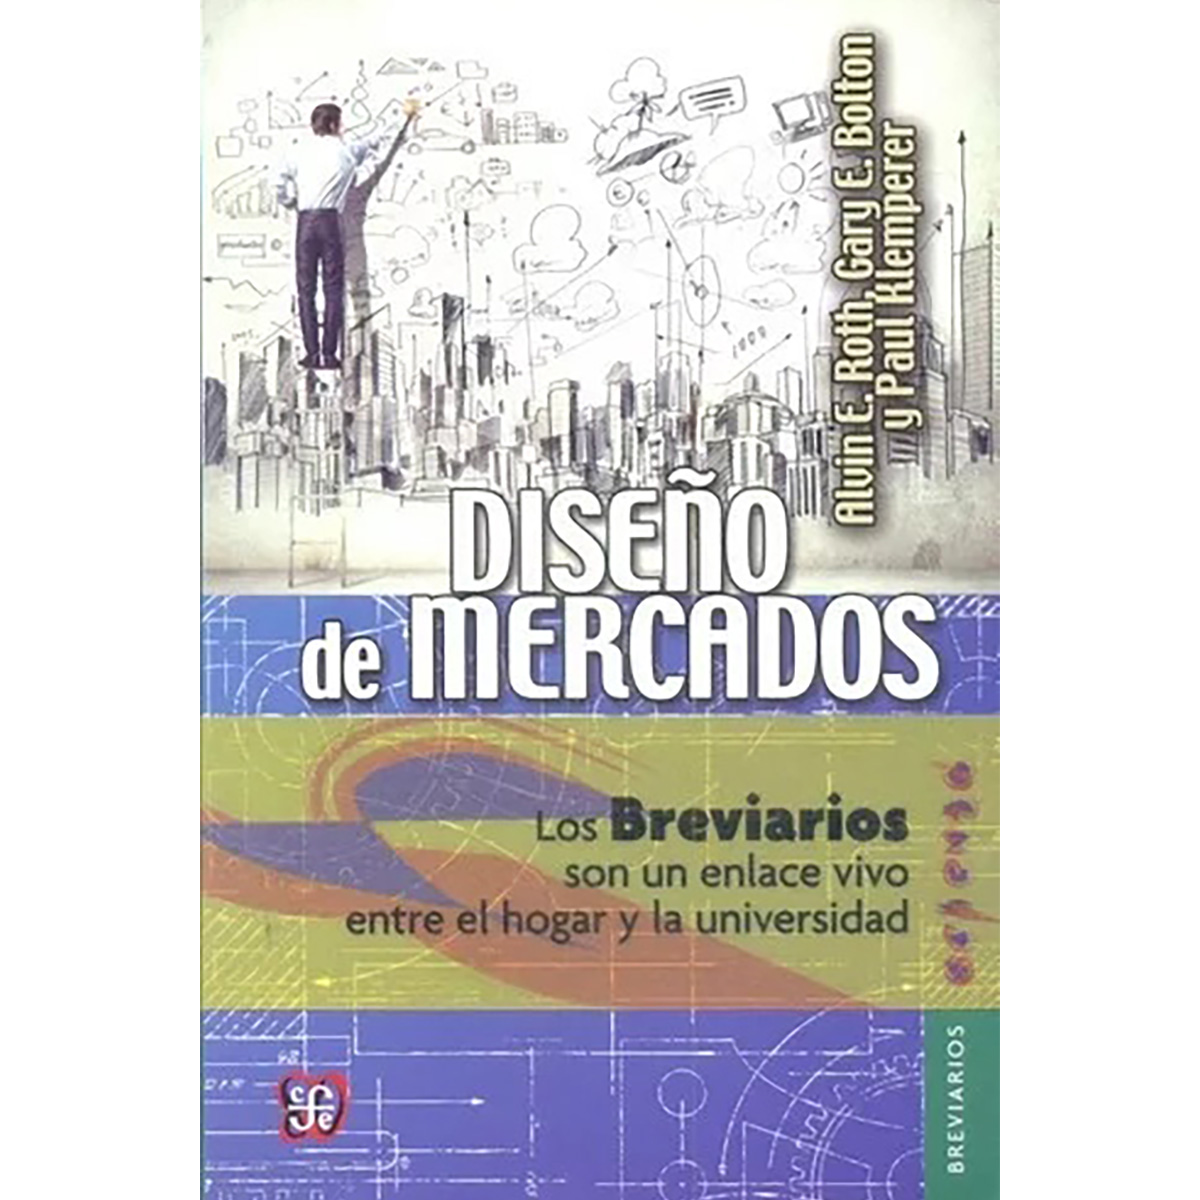 Alvin E. Roth, Gary E. Bolton
y Paul Klemperer
DISEÑO
de MERCADOS
Los Breviarios
son un enlace vivo
entre el hogar y la universidad
BREVIARIOS
cfe